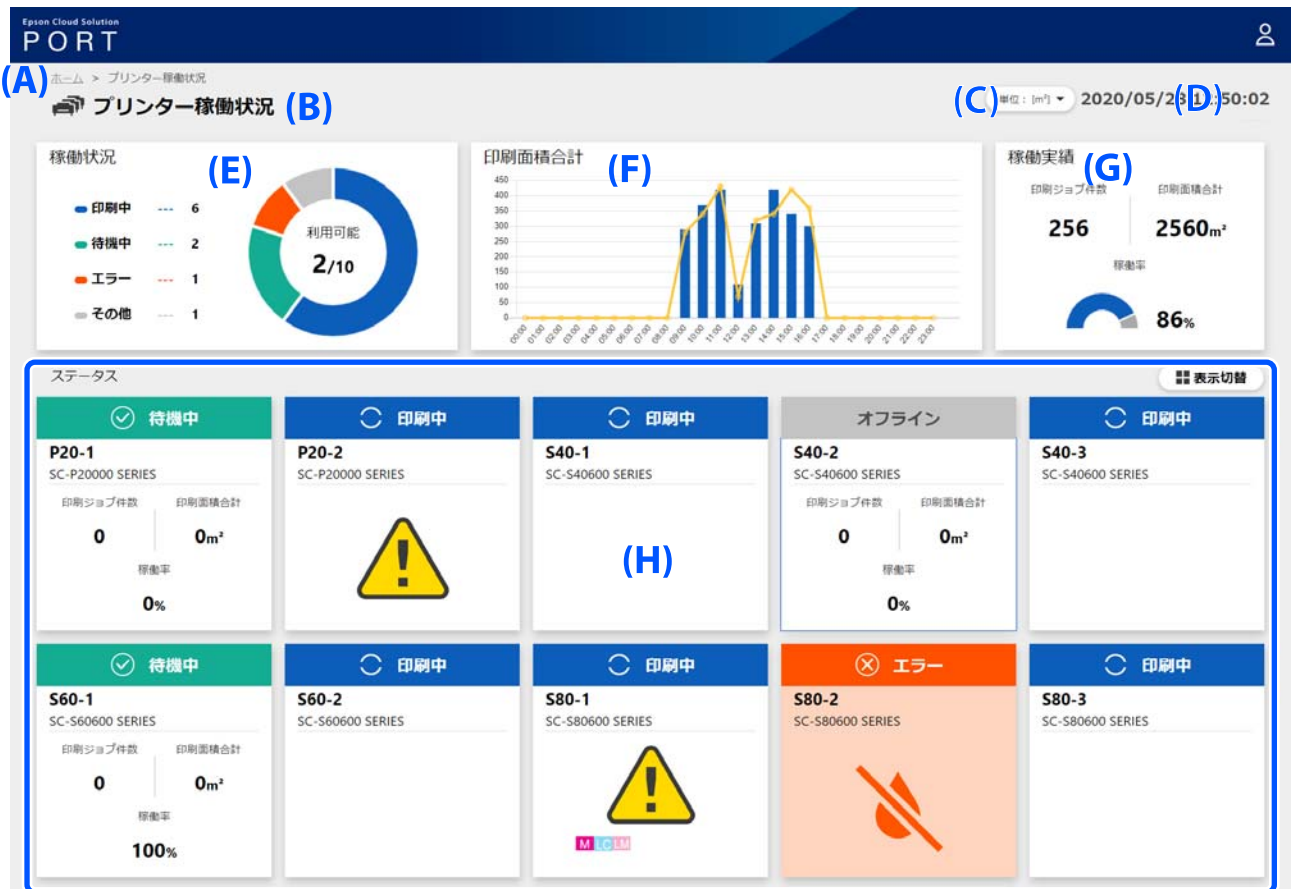 Epson Cloud Solution
PORT
(A)
ホーム > プリンター稼働状況
プリンター稼働状況 (B)
(C) 単位: [m²]
2020/05/23 12:50:02
(D)
稼働状況
(E)
印刷中 --- 6
待機中 --- 2
エラー --- 1
その他 --- 1
利用可能
2/10
印刷面積合計
(F)
450
400
350
300
250
200
150
100
50
0
00:00 01:00 02:00 03:00 04:00 05:00 06:00 07:00 08:00 09:00 10:00 11:00 12:00 13:00 14:00 15:00 16:00 17:00 18:00 19:00 20:00 21:00 22:00 23:00
稼働実績
(G)
印刷ジョブ件数 印刷面積合計
256 2560m²
稼働率
86%
ステータス
表示切替
待機中 印刷中 印刷中 オフライン 印刷中
P20-1 P20-2 S40-1 S40-2 S40-3
SC-P20000 SERIES SC-P20000 SERIES SC-S40600 SERIES SC-S40600 SERIES SC-S40600 SERIES
印刷ジョブ件数 印刷面積合計 印刷ジョブ件数 印刷面積合計
0 0m² 0 0m²
(H)
稼働率 稼働率
0% 0%
待機中 印刷中 印刷中 エラー 印刷中
S60-1 S60-2 S80-1 S80-2 S80-3
SC-S60600 SERIES SC-S60600 SERIES SC-S80600 SERIES SC-S80600 SERIES SC-S80600 SERIES
印刷ジョブ件数 印刷面積合計
0 0m²
稼働率
M LC LM
100%